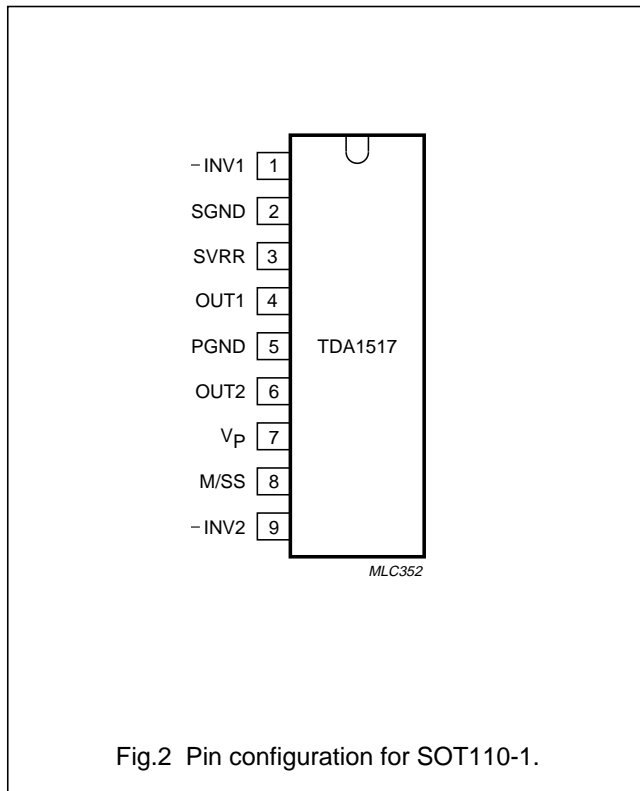 −INV1 1
SGND 2
SVRR 3
OUT1 4
PGND 5 TDA1517
OUT2 6
VP 7
M/SS 8
−INV2 9
MLC352
Fig.2 Pin configuration for SOT110-1.